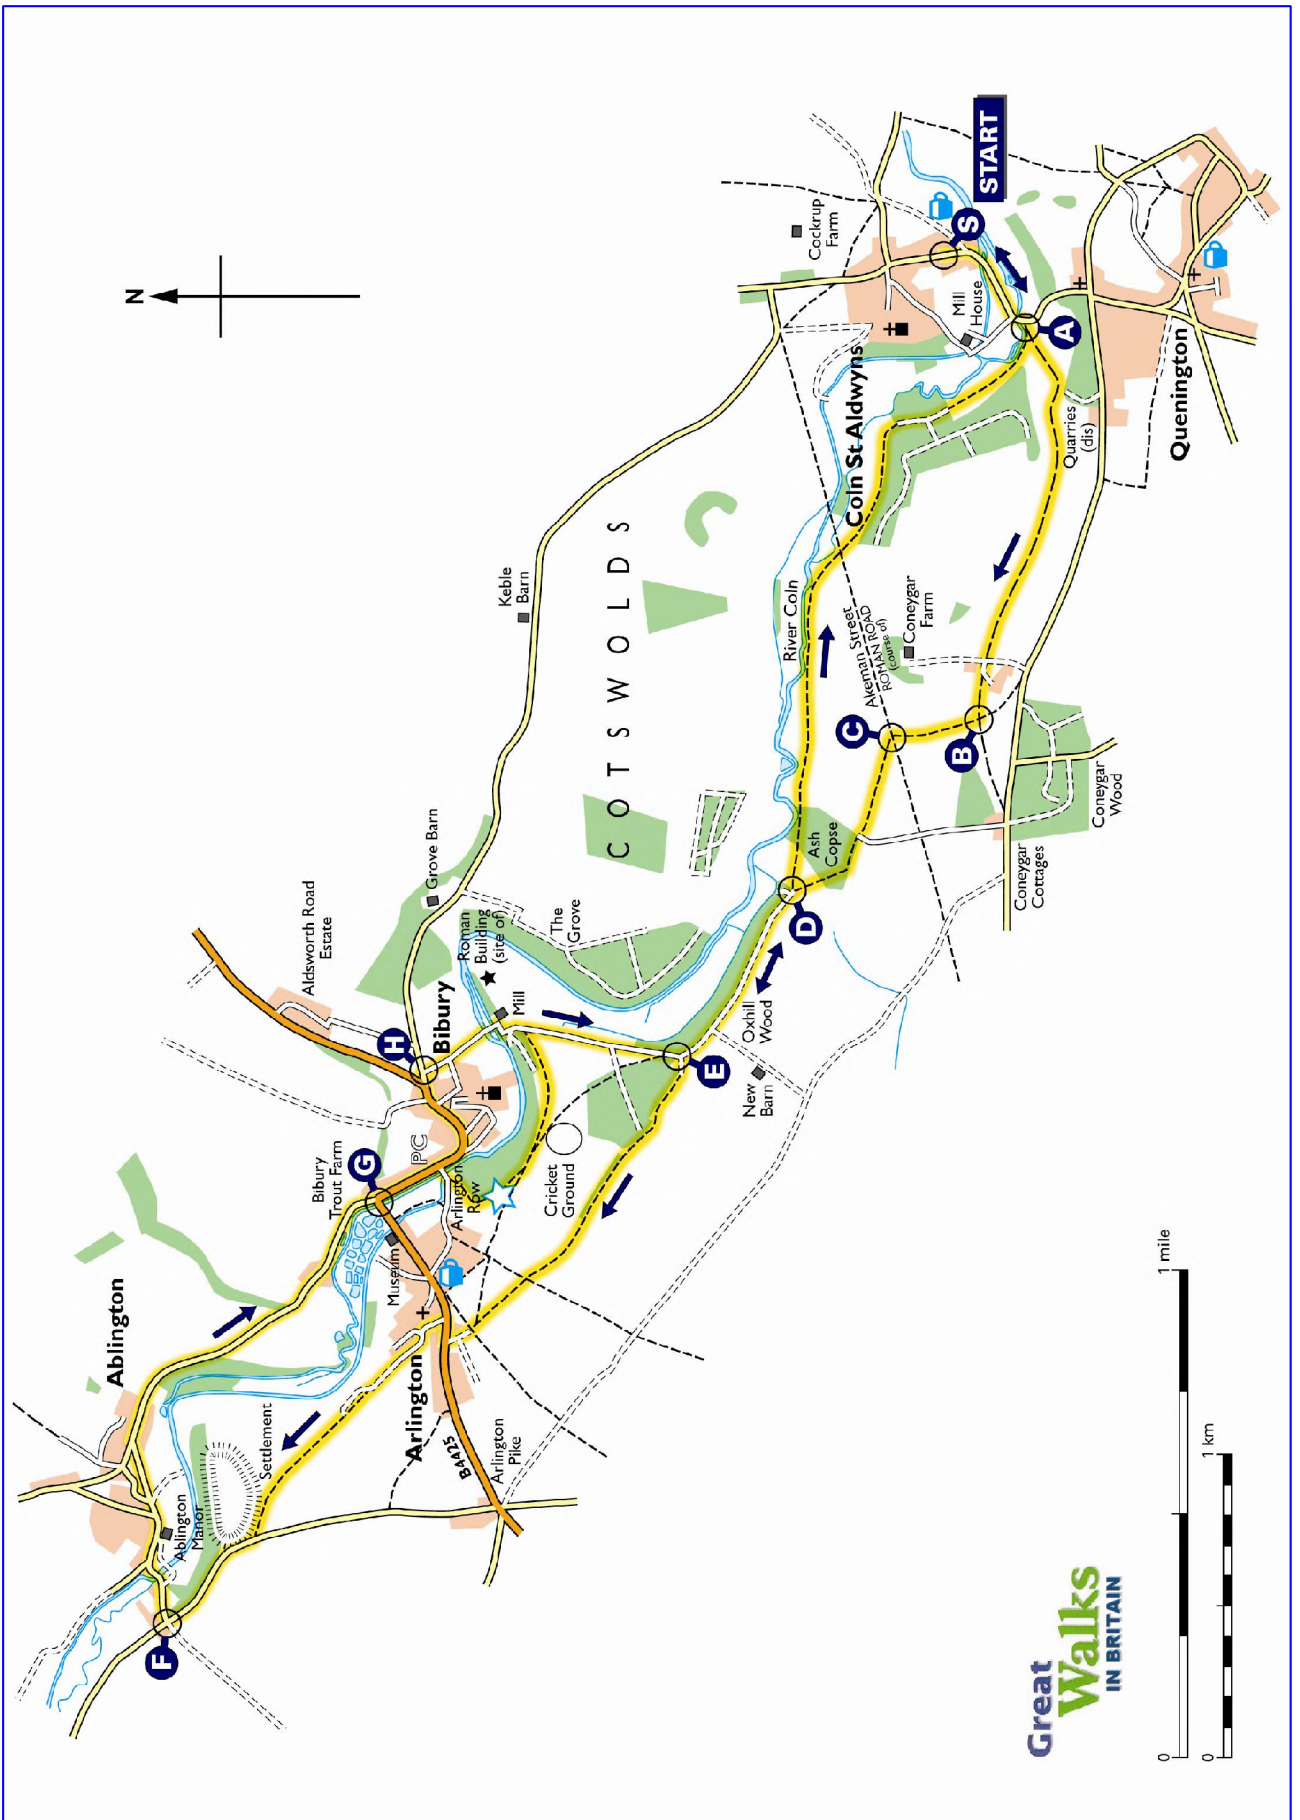 N
Ablington
Ablington
Manor
Settlement
F
Arlington
Arlington
Pike
B4425
Museum
Bibury
Trout Farm
G
PC
Arlington
Row
Aldsworth Road
Estate
H
Bibury
Grove Barn
Roman
Building
(site of)
Mill
The
Grove
Cricket
Ground
E
New
Barn
Oxhill
Wood
D
Ash
Copse
Keble
Barn
COTSWOLDS
River Coln
C
Akeman Street
ROMAN ROAD
(course of)
Coneygar
Farm
B
Coneygar
Cottages
Coneygar
Wood
Coln St Aldwyns
Cockrup
Farm
Mill
House
S
START
A
Quarries
(dis)
Quenington
Great
Walks
IN BRITAIN
0
1 mile
0
1 km